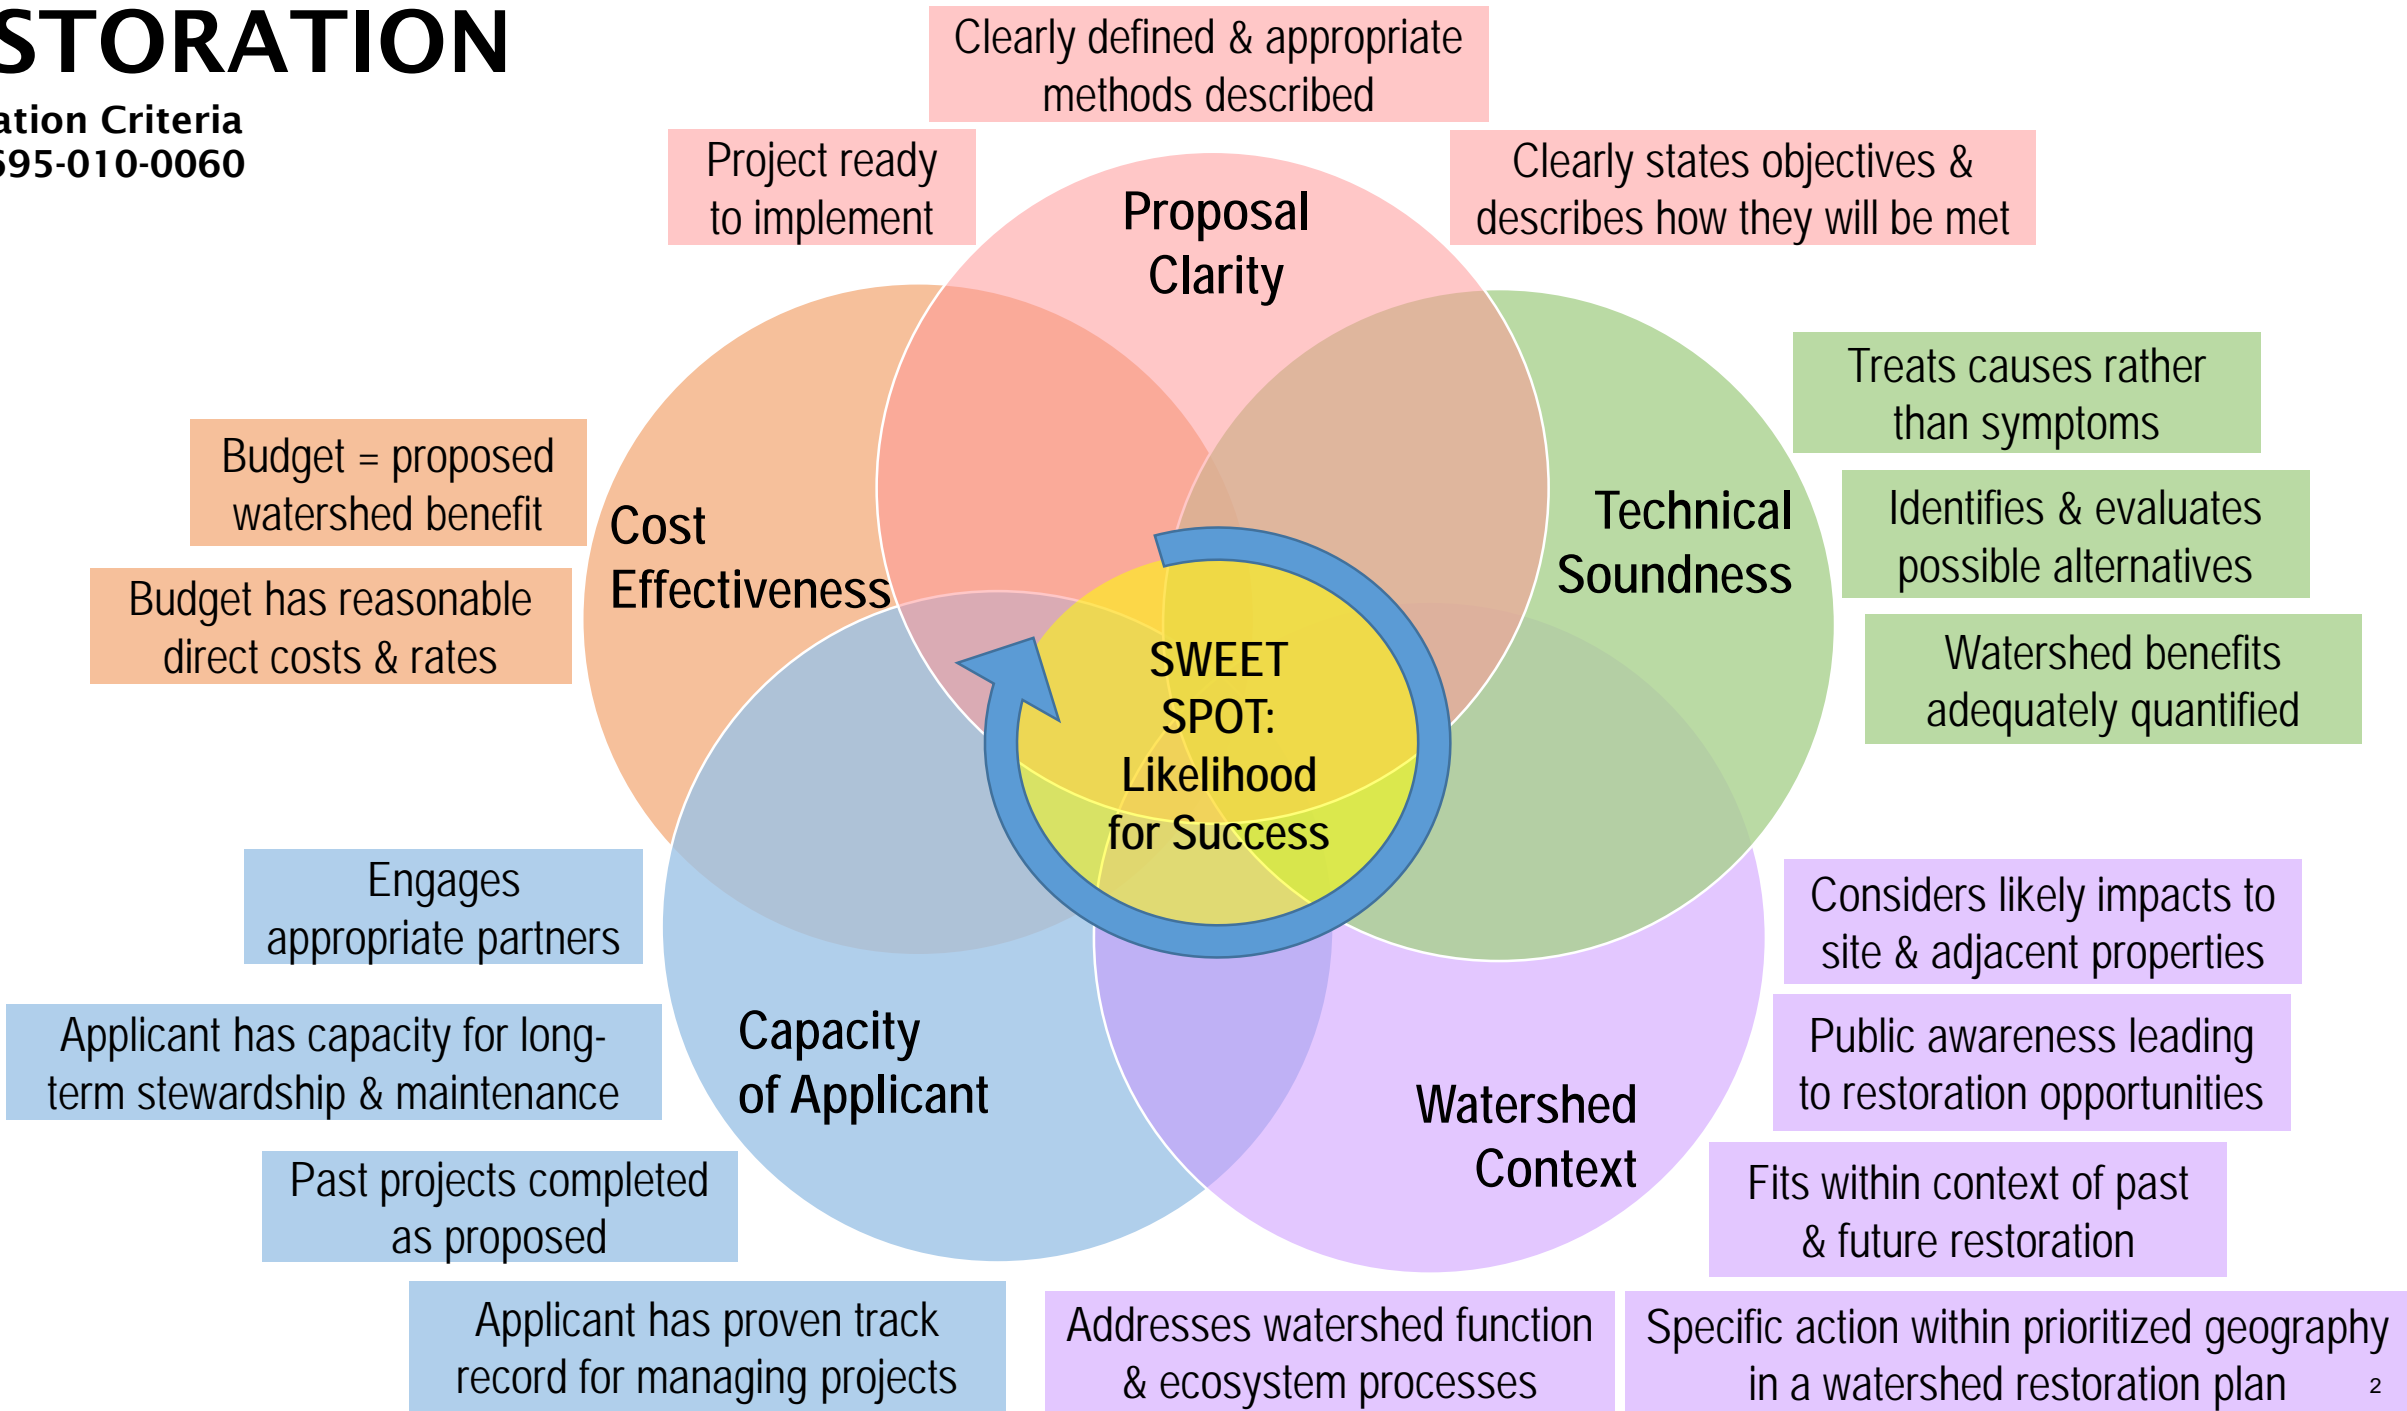 STORATION
ation Criteria
695-010-0060
Clearly defined & appropriate
methods described
Project ready
to implement
Clearly states objectives &
describes how they will be met
Proposal
Clarity
Treats causes rather
than symptoms
Budget = proposed
watershed benefit
Cost
Effectiveness
Technical
Soundness
Identifies & evaluates
possible alternatives
Budget has reasonable
direct costs & rates
Watershed benefits
adequately quantified
SWEET
SPOT:
Likelihood
for Success
Engages
appropriate partners
Considers likely impacts to
site & adjacent properties
Applicant has capacity for long-
term stewardship & maintenance
Capacity
of Applicant
Public awareness leading
to restoration opportunities
Watershed
Context
Past projects completed
as proposed
Fits within context of past
& future restoration
Applicant has proven track
record for managing projects
Addresses watershed function
& ecosystem processes
Specific action within prioritized geography
in a watershed restoration plan
2